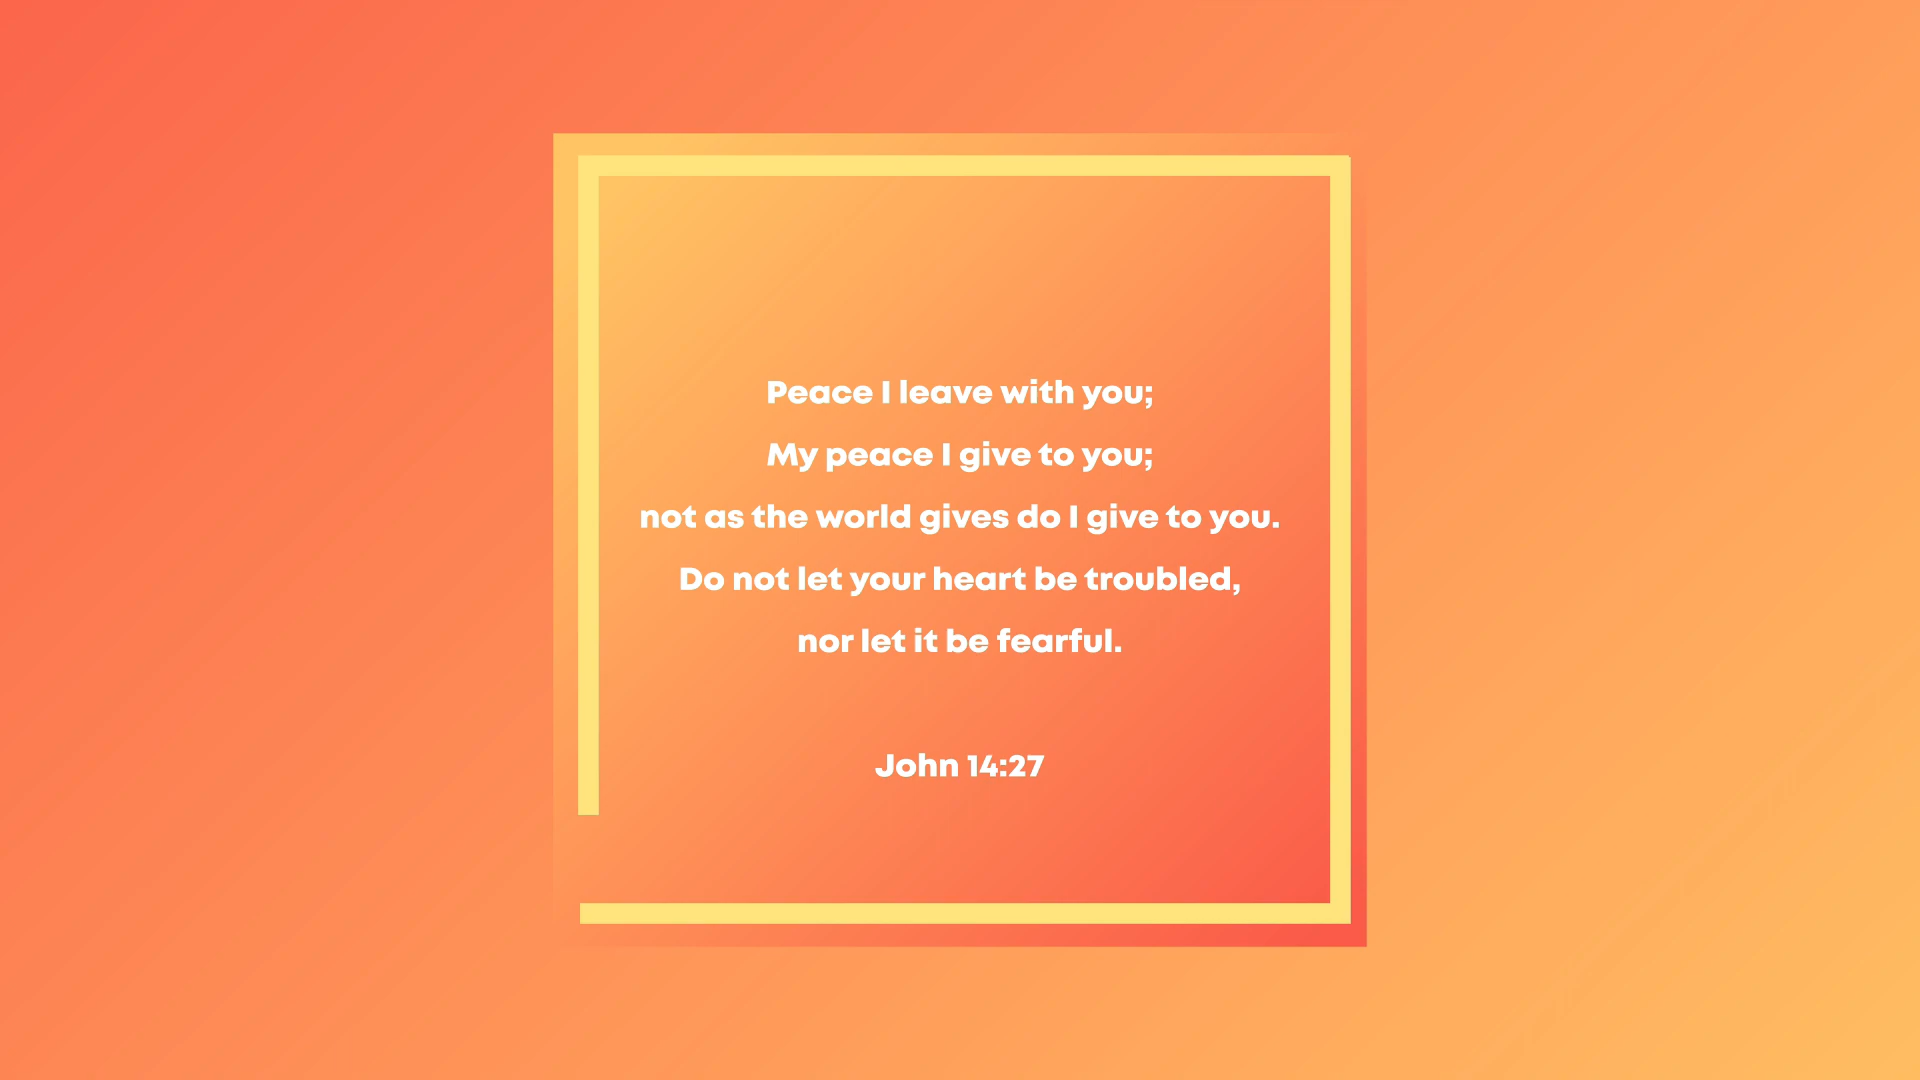 Peace I leave with you;
My peace I give to you;
not as the world gives do I give to you.
Do not let your heart be troubled,
nor let it be fearful.
John 14:27